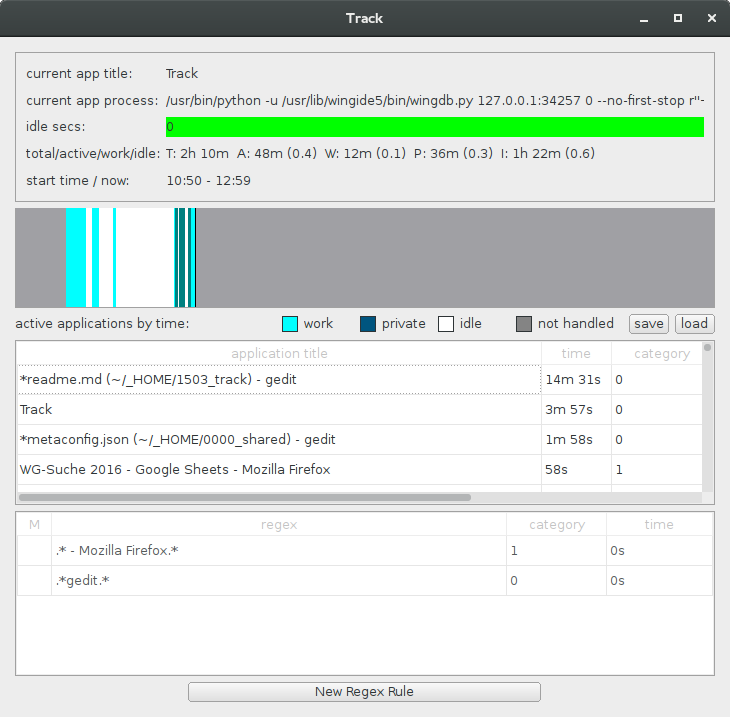 Track
current app title: Track
current app process: /usr/bin/python -u /usr/lib/wingide5/bin/wingdb.py 127.0.0.1:34257 0 --no-first-stop r"-
idle secs: 0
total/active/work/idle: T: 2h 10m A: 48m (0.4) W: 12m (0.1) P: 36m (0.3) I: 1h 22m (0.6)
start time / now: 10:50 - 12:59
active applications by time: work private idle not handled save load
application title time category
*readme.md (~/_HOME/1503_track) - gedit 14m 31s 0
Track 3m 57s 0
*metaconfig.json (~/_HOME/0000_shared) - gedit 1m 58s 0
WG-Suche 2016 - Google Sheets - Mozilla Firefox 58s 1
M regex category time
.* - Mozilla Firefox.* 1 0s
.*gedit.* 0 0s
New Regex Rule